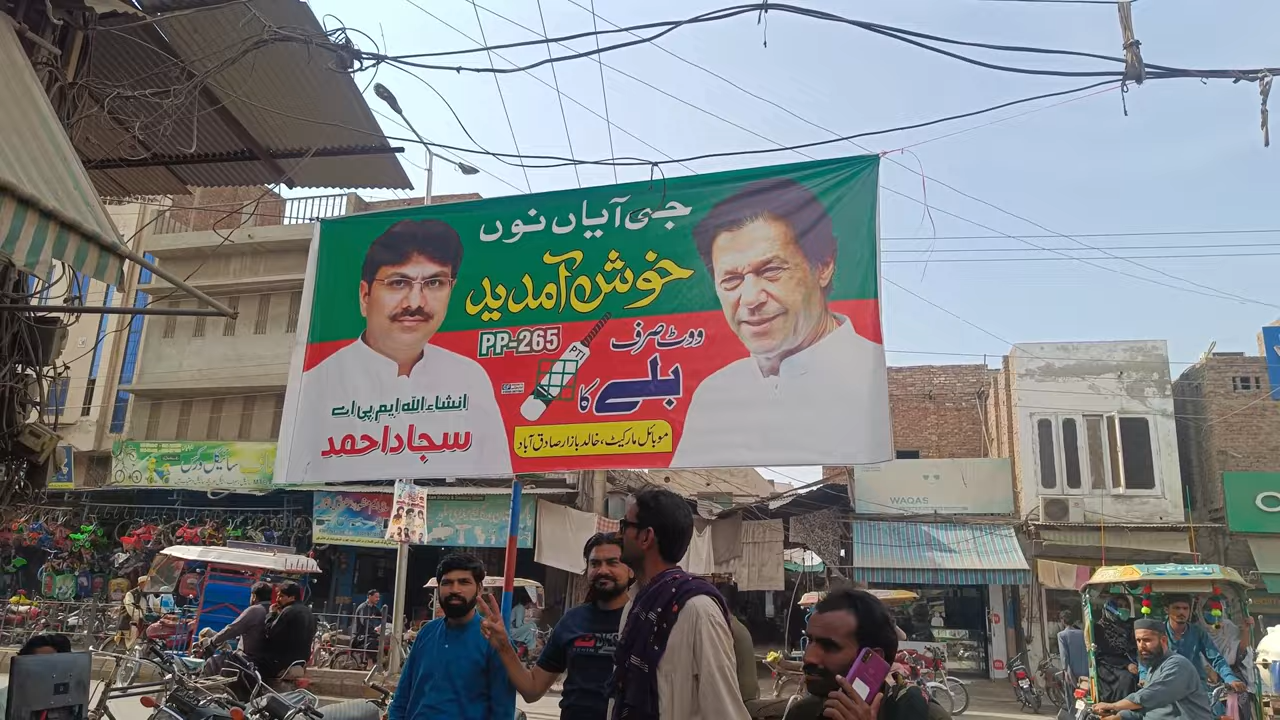 جی آیاں نوں
خوش آمدید
PP-265
ووٹ صرف
بلے کا
انشاءاللہ ایم پی اے
سجاد احمد
موبائل مارکیٹ، خالد بازار صادق آباد
سائیکل
WAQAS